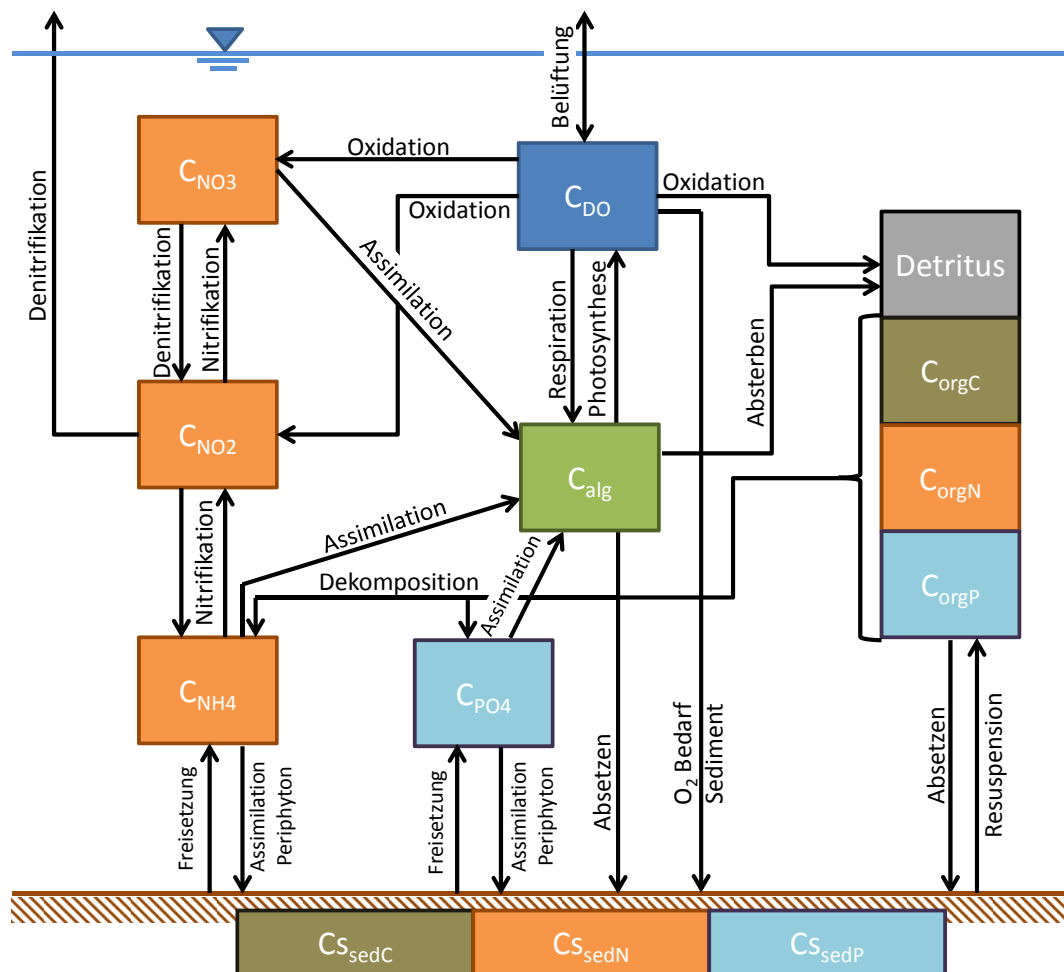 Belüftung
Denitrifikation
C_NO3
Oxidation
C_DO
Oxidation
Oxidation
Assimilation
Detritus
Denitrifikation
Nitrifikation
Respiration
Photosynthese
Absterben
C_orgC
C_NO2
C_alg
C_orgN
Nitrifikation
Assimilation
Dekomposition
Assimilation
C_orgP
C_NH4
C_PO4
Freisetzung
Assimilation
Periphyton
Freisetzung
Assimilation
Periphyton
Absetzen
O₂ Bedarf
Sediment
Absetzen
Resuspension
Cs_sedC
Cs_sedN
Cs_sedP